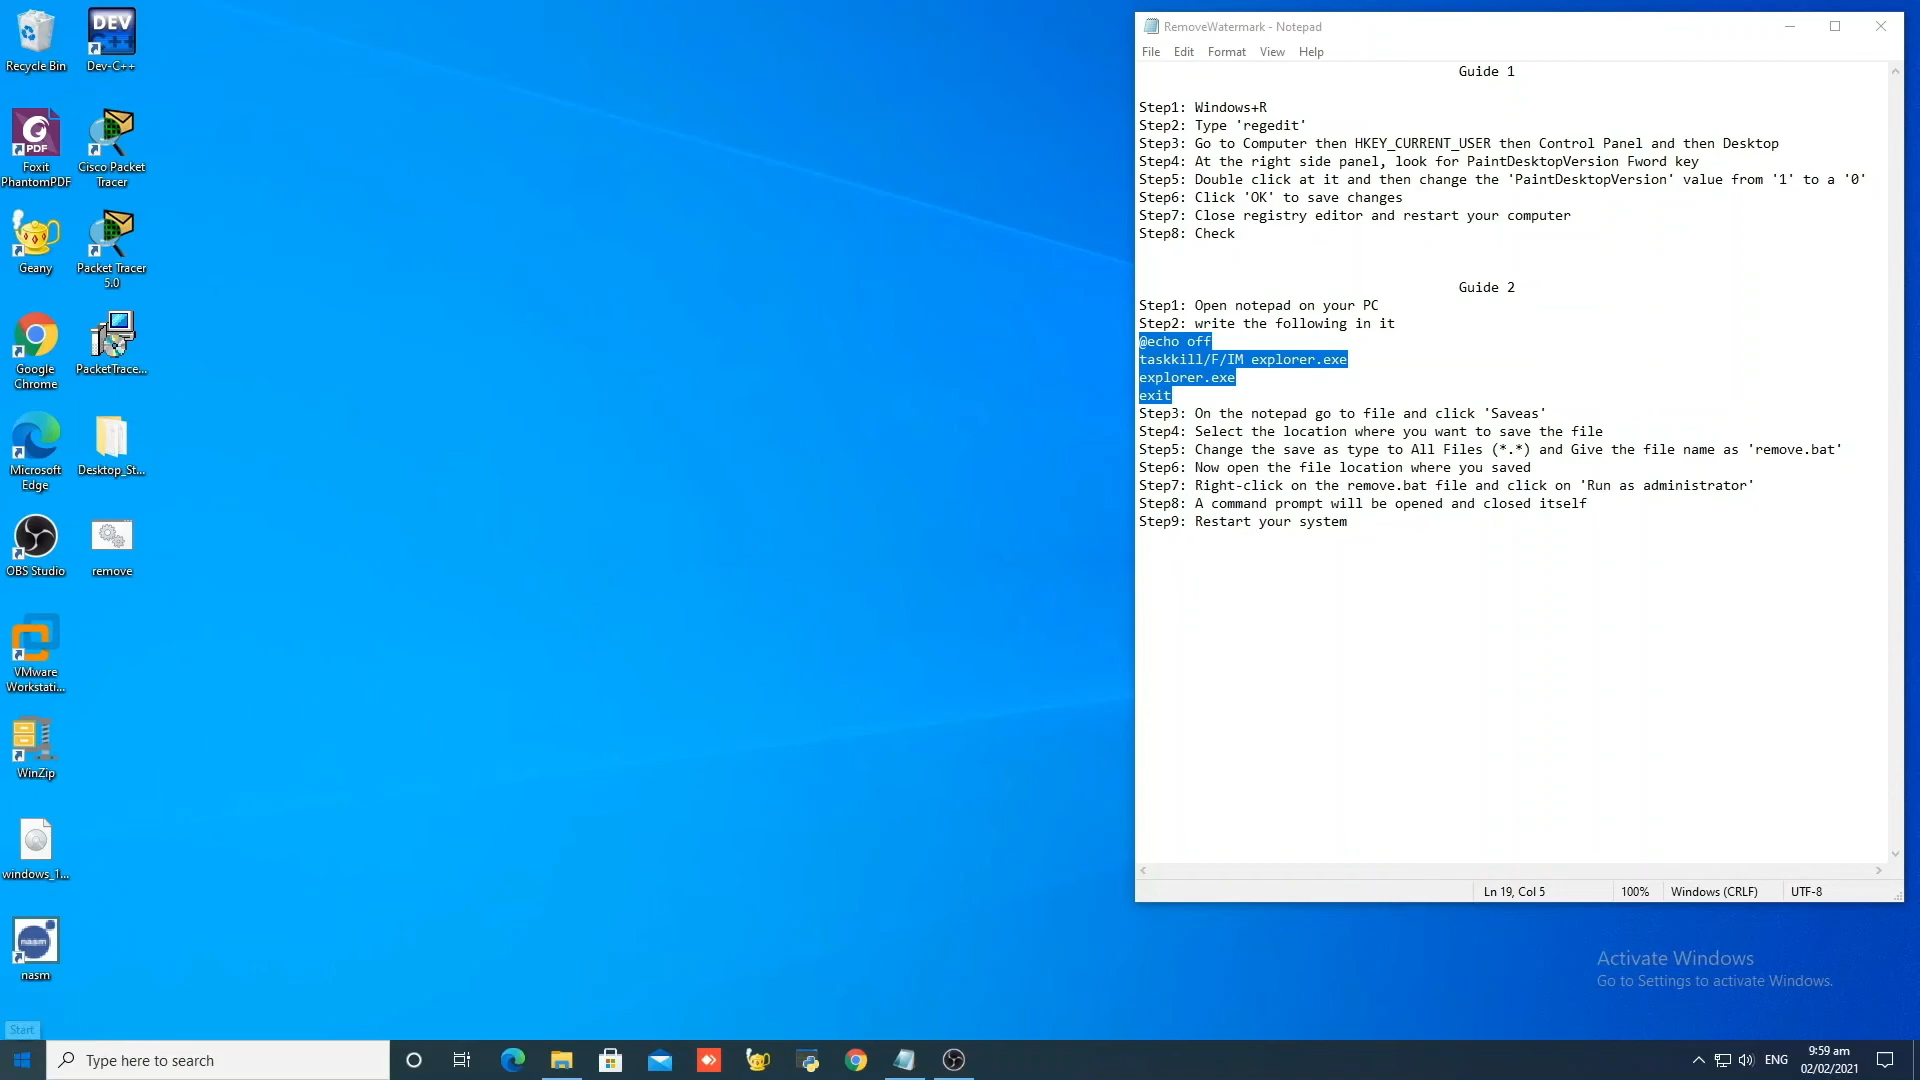 Recycle Bin
DEV
C++
Dev-C++
PDF
Foxit
PhantomPDF
Cisco Packet
Tracer
Geany
Packet Tracer
5.0
Google
Chrome
PacketTrace...
Microsoft
Edge
Desktop_St...
OBS Studio
remove
VMware
Workstati...
WinZip
windows_1...
nasm
nasm
RemoveWatermark - Notepad
File Edit Format View Help
Guide 1
Step1: Windows+R
Step2: Type 'regedit'
Step3: Go to Computer then HKEY_CURRENT_USER then Control Panel and then Desktop
Step4: At the right side panel, look for PaintDesktopVersion Fword key
Step5: Double click at it and then change the 'PaintDesktopVersion' value from '1' to a '0'
Step6: Click 'OK' to save changes
Step7: Close registry editor and restart your computer
Step8: Check
Guide 2
Step1: Open notepad on your PC
Step2: write the following in it
@echo off
taskkill/F/IM explorer.exe
explorer.exe
exit
Step3: On the notepad go to file and click 'Saveas'
Step4: Select the location where you want to save the file
Step5: Change the save as type to All Files (*.*) and Give the file name as 'remove.bat'
Step6: Now open the file location where you saved
Step7: Right-click on the remove.bat file and click on 'Run as administrator'
Step8: A command prompt will be opened and closed itself
Step9: Restart your system
Ln 19, Col 5 100% Windows (CRLF) UTF-8
Activate Windows
Go to Settings to activate Windows.
Start
Type here to search
ENG
9:59 am
02/02/2021